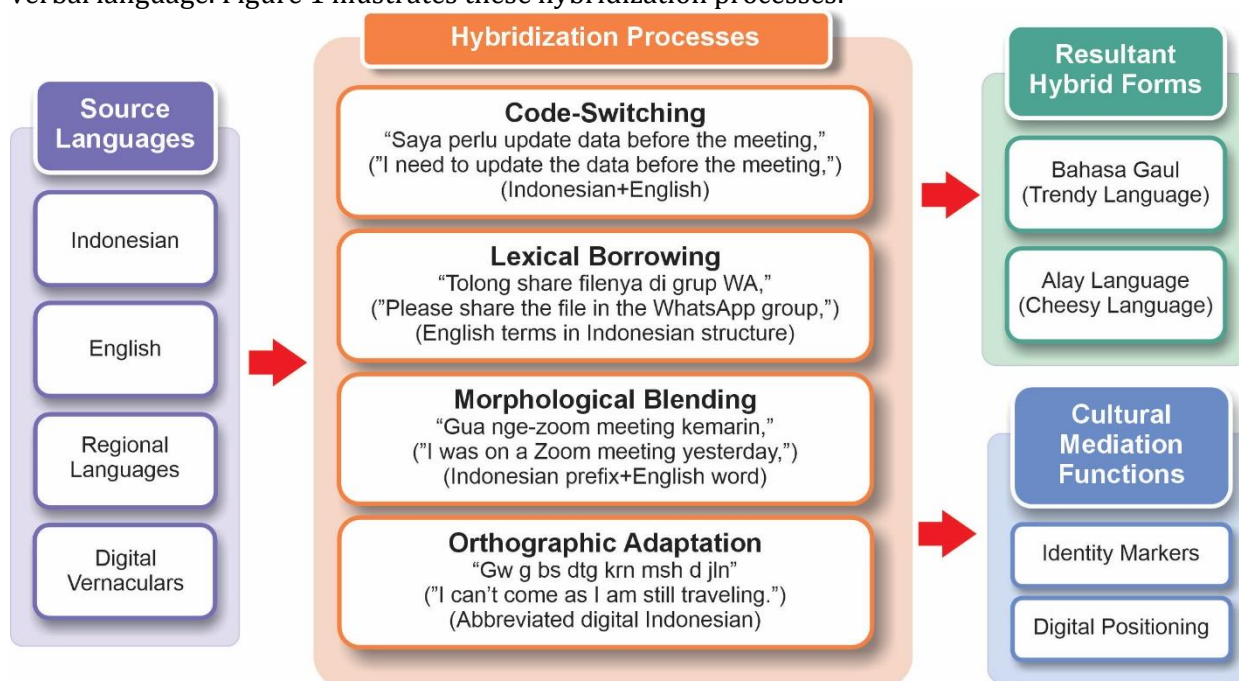 verbal language. Figure 1 illustrates these hybridization processes.
Source
Languages
Indonesian
English
Regional
Languages
Digital
Vernaculars
Hybridization Processes
Code-Switching
“Saya perlu update data before the meeting,”
(”I need to update the data before the meeting,”)
(Indonesian+English)
Lexical Borrowing
“Tolong share filenya di grup WA,”
(”Please share the file in the WhatsApp group,”)
(English terms in Indonesian structure)
Morphological Blending
“Gua nge-zoom meeting kemarin,”
(”I was on a Zoom meeting yesterday,”)
(Indonesian prefix+English word)
Orthographic Adaptation
“Gw g bs dtg krn msh d jln”
(”I can’t come as I am still traveling.”)
(Abbreviated digital Indonesian)
Resultant
Hybrid Forms
Bahasa Gaul
(Trendy Language)
Alay Language
(Cheesy Language)
Cultural
Mediation
Functions
Identity Markers
Digital Positioning